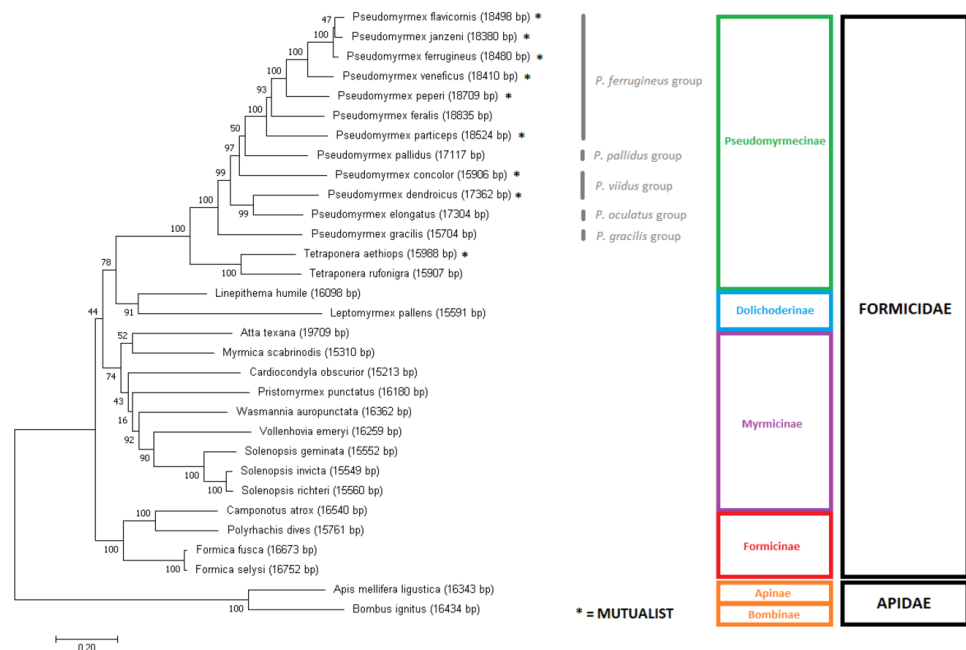 47 Pseudomyrmex flavicornis (18498 bp) *
100 Pseudomyrmex janzeni (18380 bp) *
Pseudomyrmex ferrugineus (18480 bp) *
100 Pseudomyrmex veneficus (18410 bp) *
P. ferrugineus group
93 Pseudomyrmex peperi (18709 bp) *
100 Pseudomyrmex feralis (18835 bp)
50 Pseudomyrmex particeps (18524 bp) *
Pseudomyrmecinae
97 Pseudomyrmex pallidus (17117 bp)
P. pallidus group
99 Pseudomyrmex concolor (15906 bp) *
P. viidus group
Pseudomyrmex dendroicus (17362 bp) *
100 99 Pseudomyrmex elongatus (17304 bp)
P. oculatus group
100 Pseudomyrmex gracilis (15704 bp)
P. gracilis group
Tetraponera aethiops (15988 bp) *
78 100 Tetraponera rufonigra (15907 bp)
Linepithema humile (16098 bp)
44 91 Leptomyrmex pallens (15591 bp)
Dolichoderinae
FORMICIDAE
52 Atta texana (19709 bp)
Myrmica scabrinodis (15310 bp)
74 Cardiocondyla obscurior (15213 bp)
43 Pristomyrmex punctatus (16180 bp)
16 Wasmannia auropunctata (16362 bp)
Myrmicinae
92 Vollenhovia emeryi (16259 bp)
90 Solenopsis geminata (15552 bp)
100 Solenopsis invicta (15549 bp)
100 Solenopsis richteri (15560 bp)
100 Camponotus atrox (16540 bp)
Polyrhachis dives (15761 bp)
100 Formica fusca (16673 bp)
Formicinae
100 Formica selysi (16752 bp)
Apis mellifera ligustica (16343 bp)
Apinae
100 Bombus ignitus (16434 bp)
APIDAE
* = MUTUALIST
Bombinae
0.20